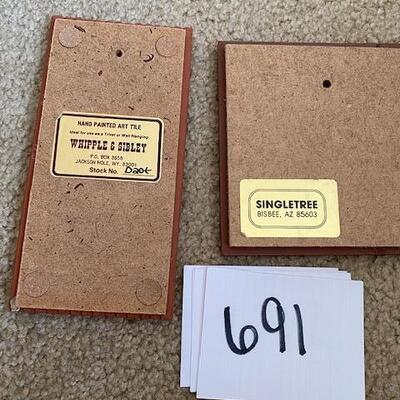 HAND PAINTED ART TILE
Ideal for use as a Trivet or Wall Hanging
WHIPPLE & SIBLEY
P.O. BOX 3658
JACKSON HOLE, WY. 83001
Stock No.
SINGLETREE
BISBEE, AZ 85603
691